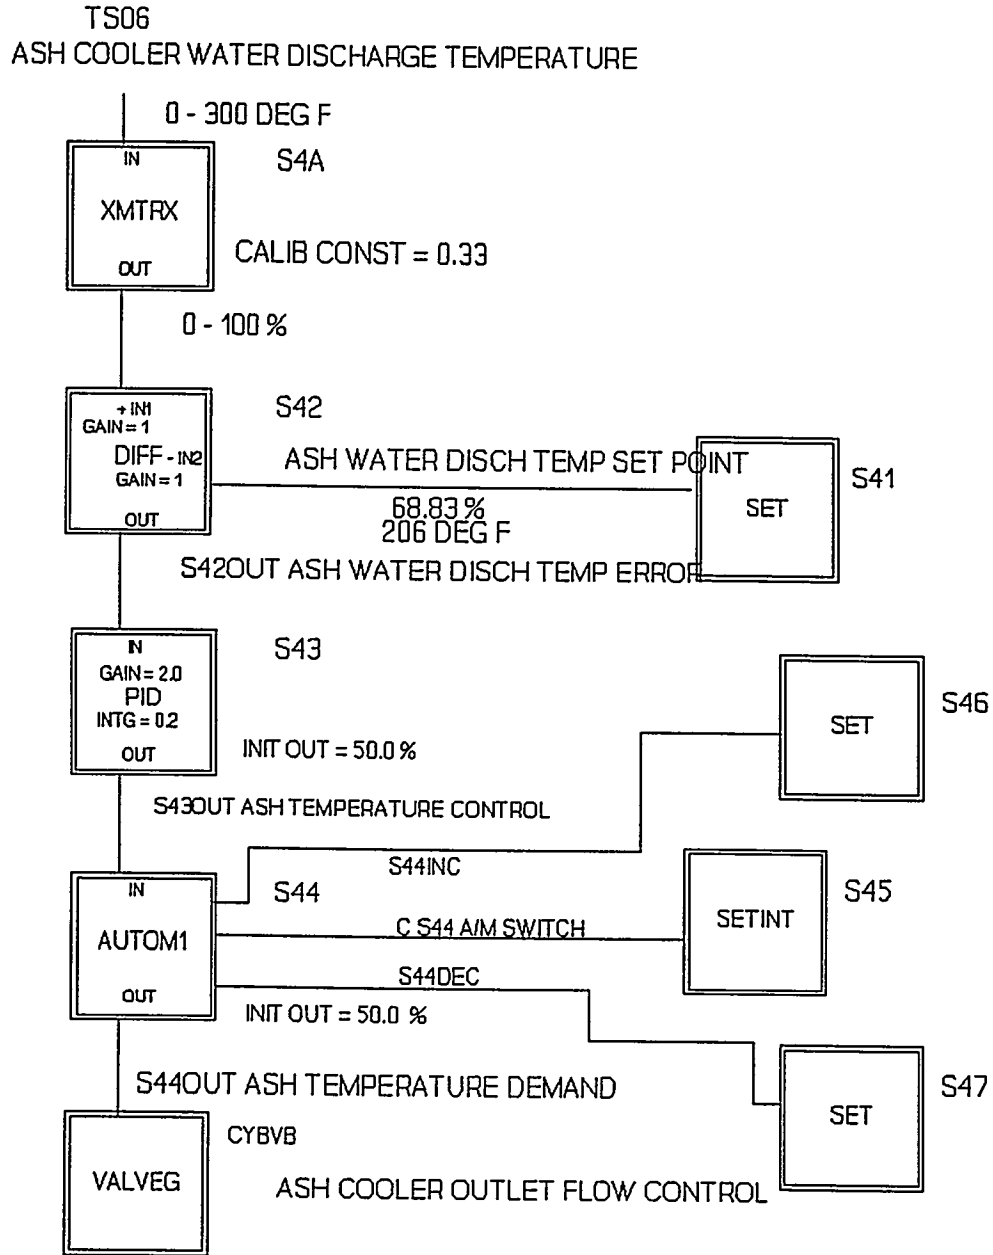 TS06
ASH COOLER WATER DISCHARGE TEMPERATURE
0 - 300 DEG F
IN
S4A
XMTRX
CALIB CONST = 0.33
OUT
0 - 100 %
+ IN1
S42
GAIN = 1
DIFF - IN2
ASH WATER DISCH TEMP SET POINT
S41
GAIN = 1
68.83 %
SET
OUT
206 DEG F
S42OUT ASH WATER DISCH TEMP ERROR
IN
S43
GAIN = 2.0
PID
S46
INTG = 0.2
SET
OUT
INIT OUT = 50.0 %
S43OUT ASH TEMPERATURE CONTROL
S44INC
IN
S44
S45
AUTOM1
C S44 A/M SWITCH
SETINT
S44DEC
OUT
INIT OUT = 50.0 %
S44OUT ASH TEMPERATURE DEMAND
S47
SET
CYBVB
VALVEG
ASH COOLER OUTLET FLOW CONTROL